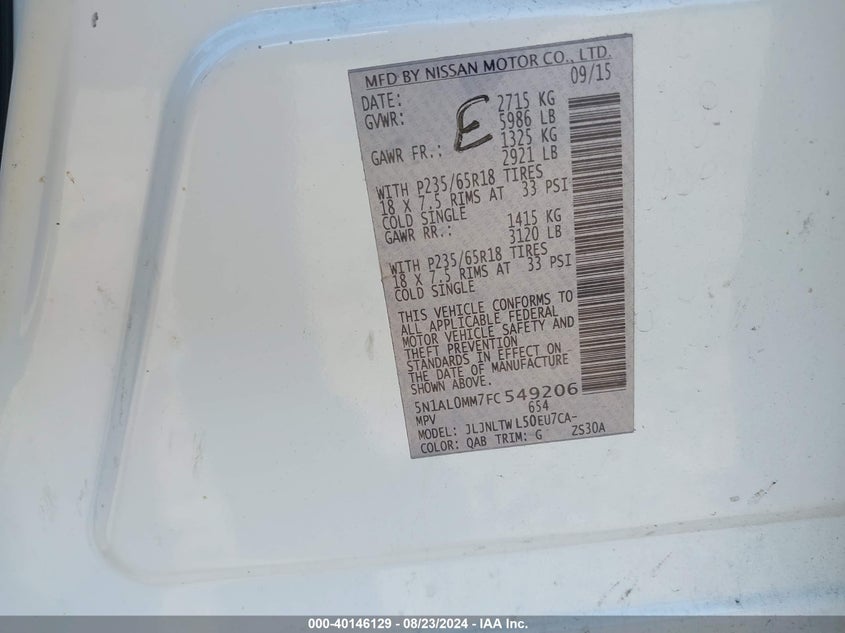 MFD BY NISSAN MOTOR CO., LTD.
DATE: 09/15
GVWR: 2715 KG
5986 LB
E
GAWR FR.: 1325 KG
2921 LB
WITH P235/65R18 TIRES
18 X 7.5 RIMS AT 33 PSI
COLD SINGLE
GAWR RR.: 1415 KG
3120 LB
WITH P235/65R18 TIRES
18 X 7.5 RIMS AT 33 PSI
COLD SINGLE
THIS VEHICLE CONFORMS TO
ALL APPLICABLE FEDERAL
MOTOR VEHICLE SAFETY AND
THEFT PREVENTION
STANDARDS IN EFFECT ON
THE DATE OF MANUFACTURE
SHOWN ABOVE.
5N1AL0MM7FC549206
MPV 654
MODEL: JLJNLTWL50EU7CA-
COLOR: QAB TRIM: G ZS30A
000-40146129 - 08/23/2024 - IAA Inc.